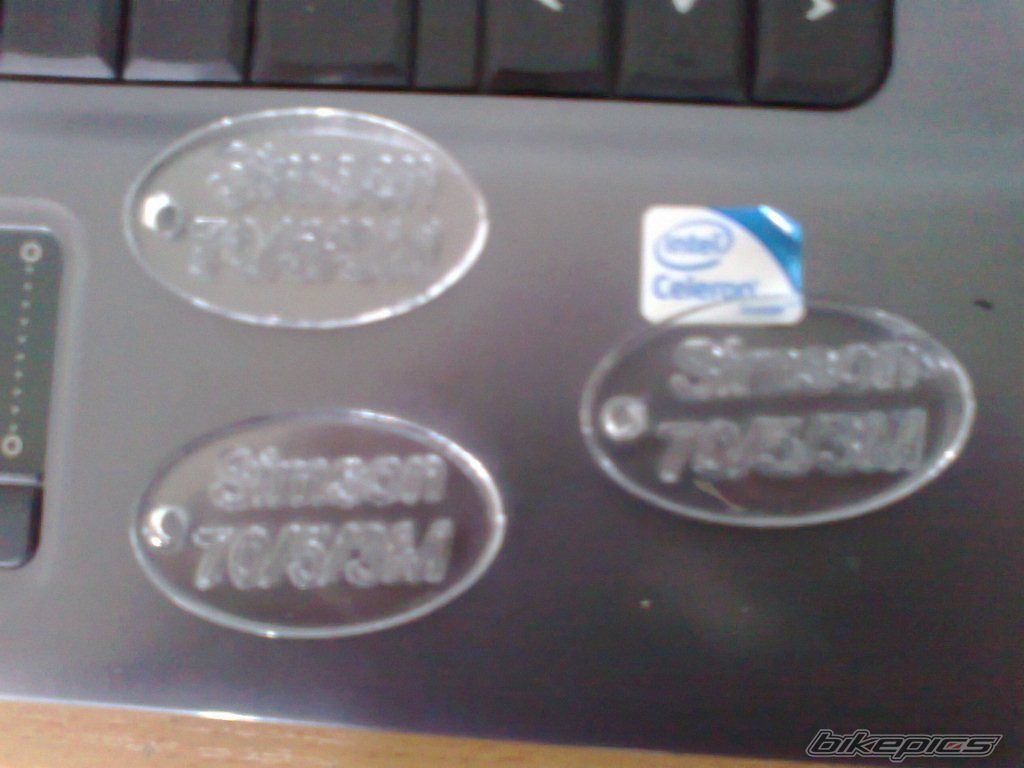 Simson
70/5/3M
intel
Celeron
Simson
70/5/3M
Simson
70/5/3M
bikepics